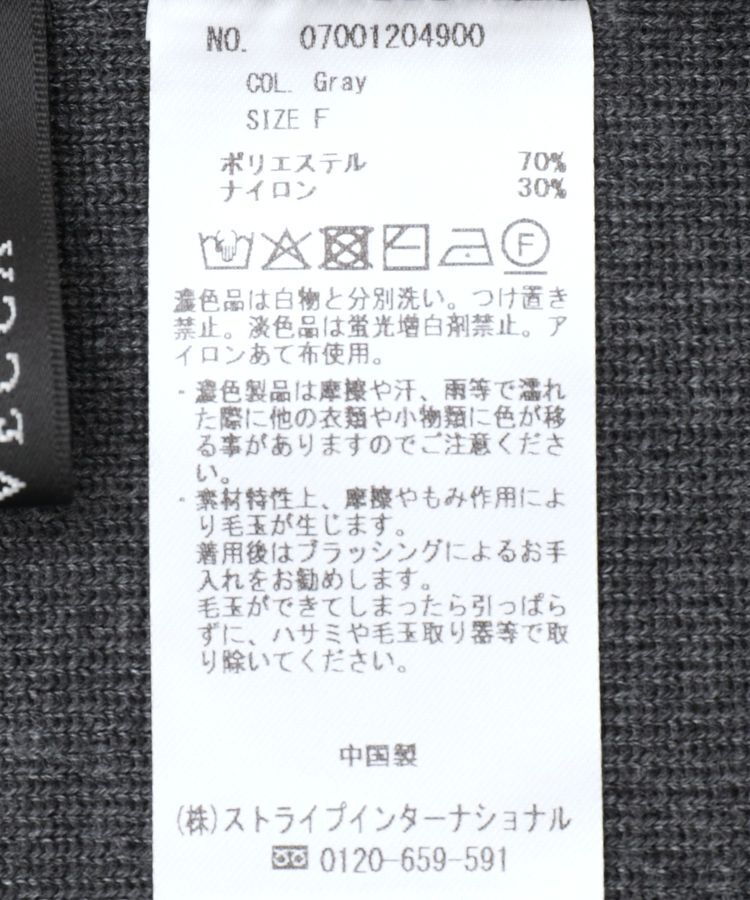 NO. 07001204900
COL. Gray
SIZE F
ポリエステル 70%
ナイロン 30%
F
濃色品は白物と分別洗い。つけ置き
禁止。淡色品は蛍光増白剤禁止。ア
イロンあて布使用。
・濃色製品は摩擦や汗、雨等で濡れ
た際に他の衣類や小物類に色が移
る事がありますのでご注意くださ
い。
・素材特性上、摩擦やもみ作用によ
り毛玉が生じます。
着用後はブラッシングによるお手
入れをお勧めします。
毛玉ができてしまったら引っぱら
ずに、ハサミや毛玉取り器等で取
り除いてください。
中国製
(株)ストライプインターナショナル
0120-659-591